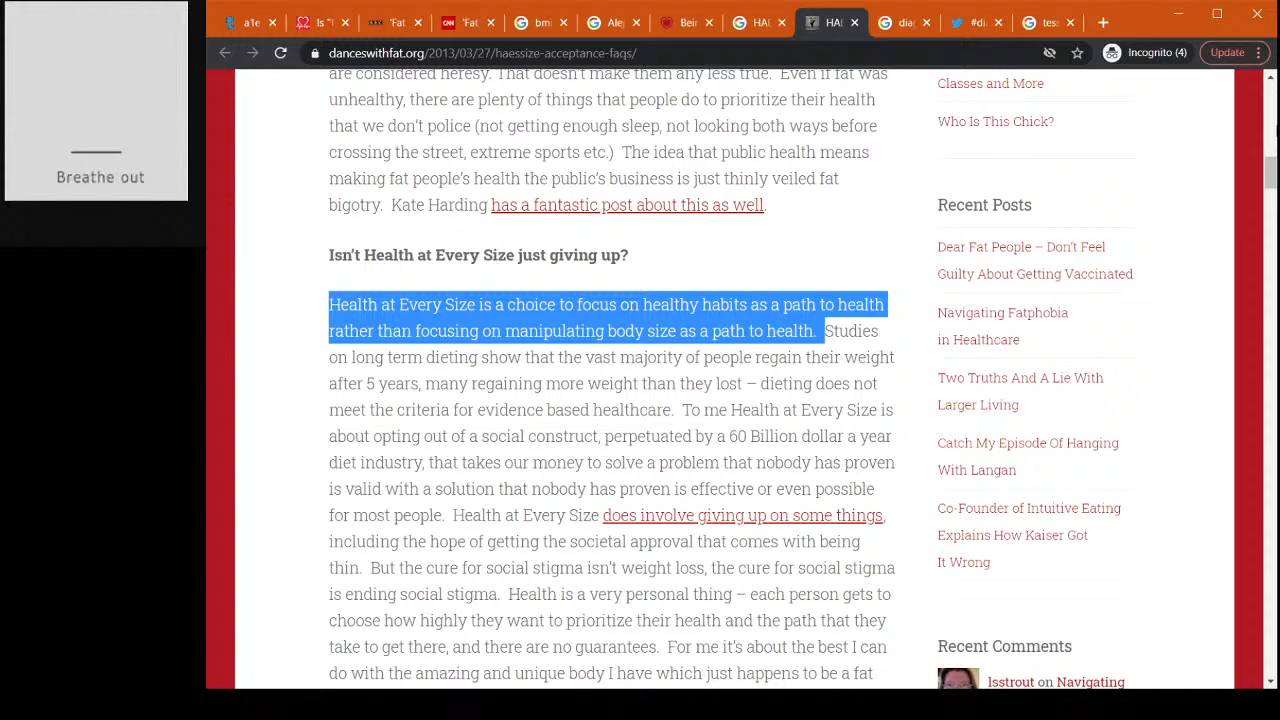 Breathe out
a1e
Is "
'Fat
'Fat
bmi
Alep
Bein
HAI
HAI
diag
#dia
tess
danceswithfat.org/2013/03/27/haessize-acceptance-faqs/
Incognito (4)
Update
are considered heresy. That doesn't make them any less true. Even if fat was
unhealthy, there are plenty of things that people do to prioritize their health
that we don't police (not getting enough sleep, not looking both ways before
crossing the street, extreme sports etc.) The idea that public health means
making fat people's health the public's business is just thinly veiled fat
bigotry. Kate Harding has a fantastic post about this as well.
Isn't Health at Every Size just giving up?
Health at Every Size is a choice to focus on healthy habits as a path to health
rather than focusing on manipulating body size as a path to health. Studies
on long term dieting show that the vast majority of people regain their weight
after 5 years, many regaining more weight than they lost – dieting does not
meet the criteria for evidence based healthcare. To me Health at Every Size is
about opting out of a social construct, perpetuated by a 60 Billion dollar a year
diet industry, that takes our money to solve a problem that nobody has proven
is valid with a solution that nobody has proven is effective or even possible
for most people. Health at Every Size does involve giving up on some things,
including the hope of getting the societal approval that comes with being
thin. But the cure for social stigma isn't weight loss, the cure for social stigma
is ending social stigma. Health is a very personal thing – each person gets to
choose how highly they want to prioritize their health and the path that they
take to get there, and there are no guarantees. For me it's about the best I can
do with the amazing and unique body I have which just happens to be a fat
Classes and More
Who Is This Chick?
Recent Posts
Dear Fat People – Don't Feel
Guilty About Getting Vaccinated
Navigating Fatphobia
in Healthcare
Two Truths And A Lie With
Larger Living
Catch My Episode Of Hanging
With Langan
Co-Founder of Intuitive Eating
Explains How Kaiser Got
It Wrong
Recent Comments
lsstrout on Navigating